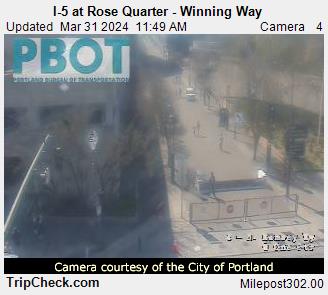 I-5 at Rose Quarter - Winning Way
Updated Mar 31 2024 11:49 AM Camera 4
PBOT
PORTLAND BUREAU OF TRANSPORTATION
Camera courtesy of the City of Portland
TripCheck.com Milepost302.00